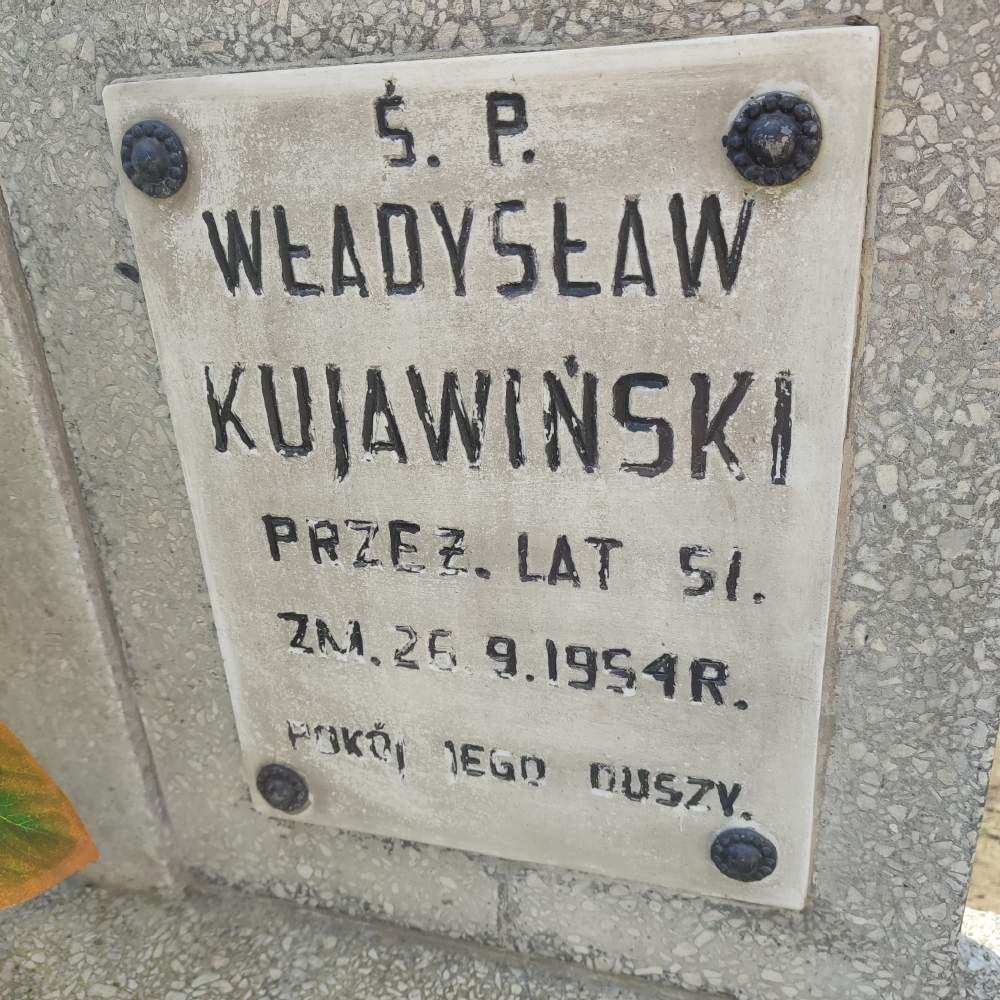 Ś. P.
WŁADYSŁAW
KUJAWIŃSKI
PRZEŻ. LAT 51.
ZM. 26.9.1954R.
POKÓJ JEGO DUSZY.